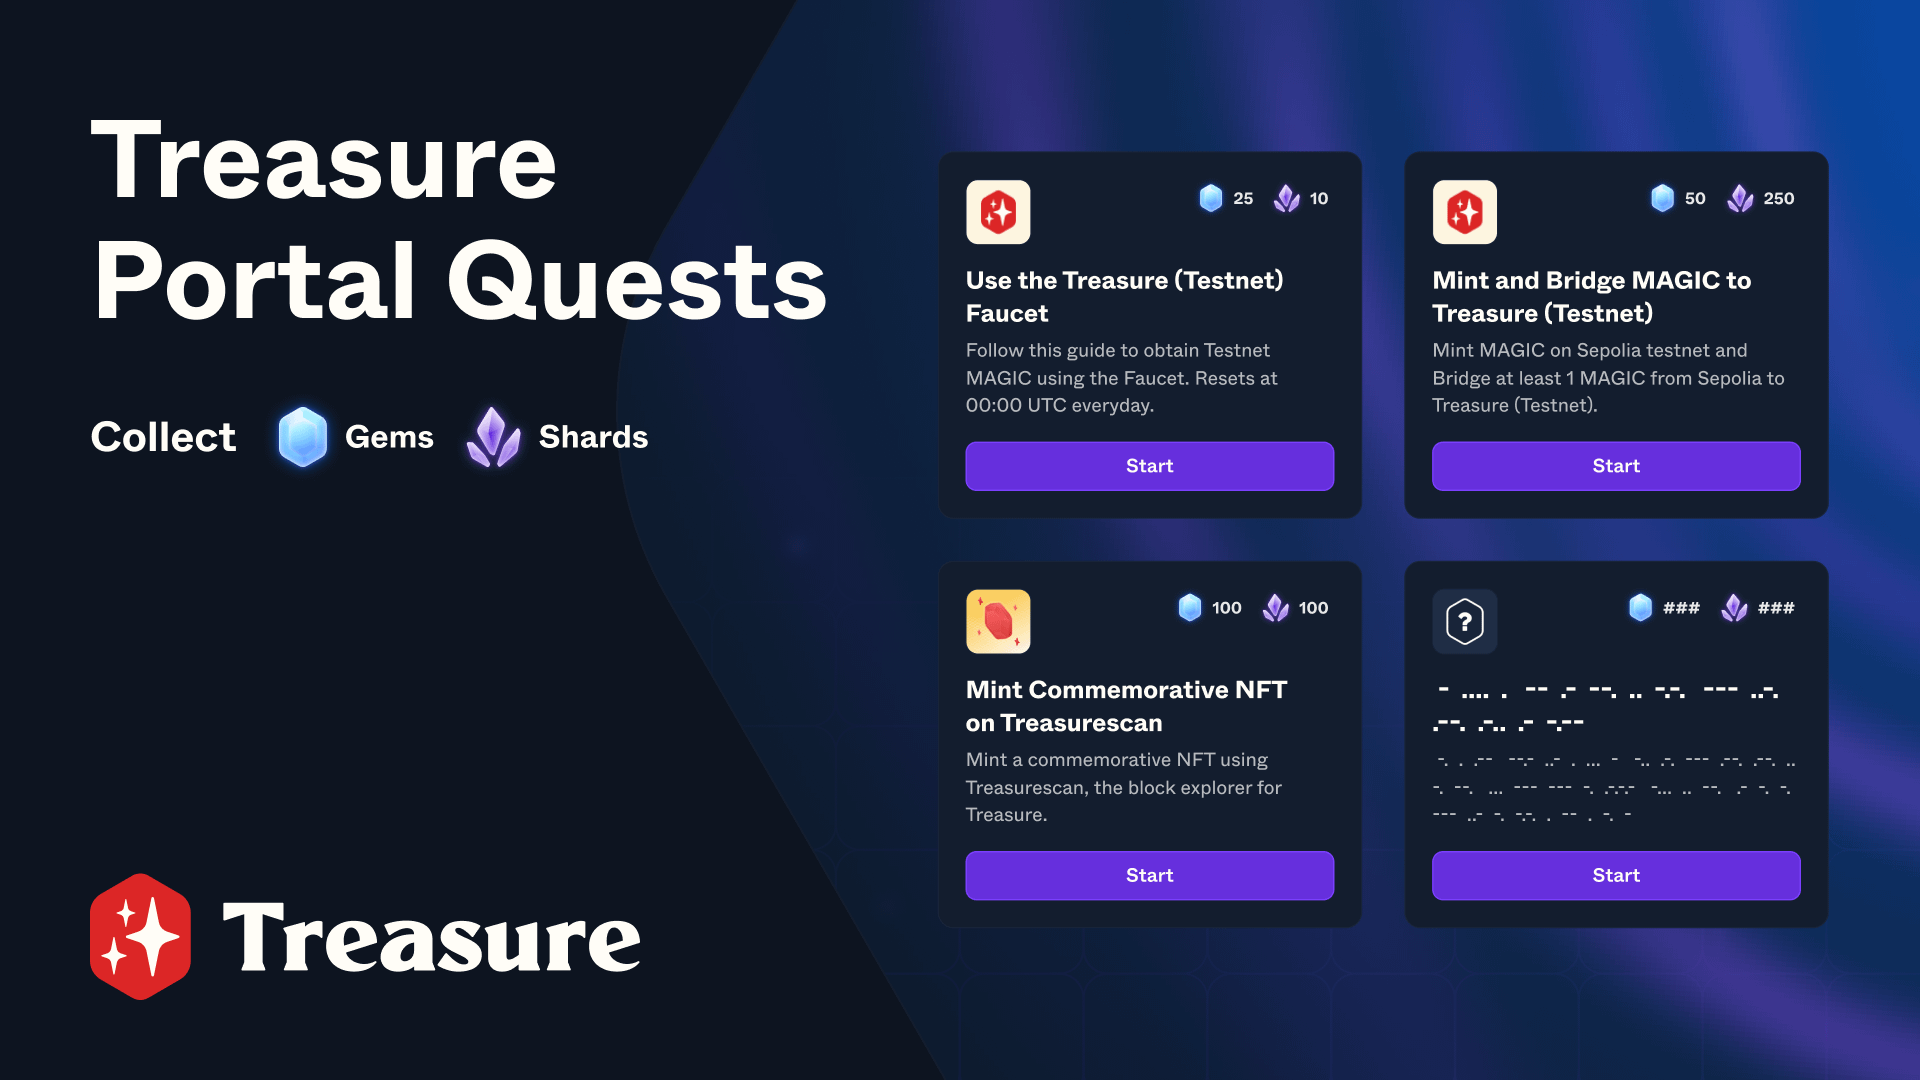 Treasure
Portal Quests
Collect Gems Shards
25 10
Use the Treasure (Testnet)
Faucet
Follow this guide to obtain Testnet
MAGIC using the Faucet. Resets at
00:00 UTC everyday.
Start
50 250
Mint and Bridge MAGIC to
Treasure (Testnet)
Mint MAGIC on Sepolia testnet and
Bridge at least 1 MAGIC from Sepolia to
Treasure (Testnet).
Start
100 100
Mint Commemorative NFT
on Treasurescan
Mint a commemorative NFT using
Treasurescan, the block explorer for
Treasure.
Start
? ### ###
- .... . -- .- --. .. -.-. --- ..-.
.--. .-.. .- -.--
-. . .-- --.- ..- . ... - -.. .-. --- .--. .--. ..
-. --. ... --- --- -. .-.-.- -... .. --. .- -. -.
--- ..- -. -.-. . -- . -. -
Start
Treasure